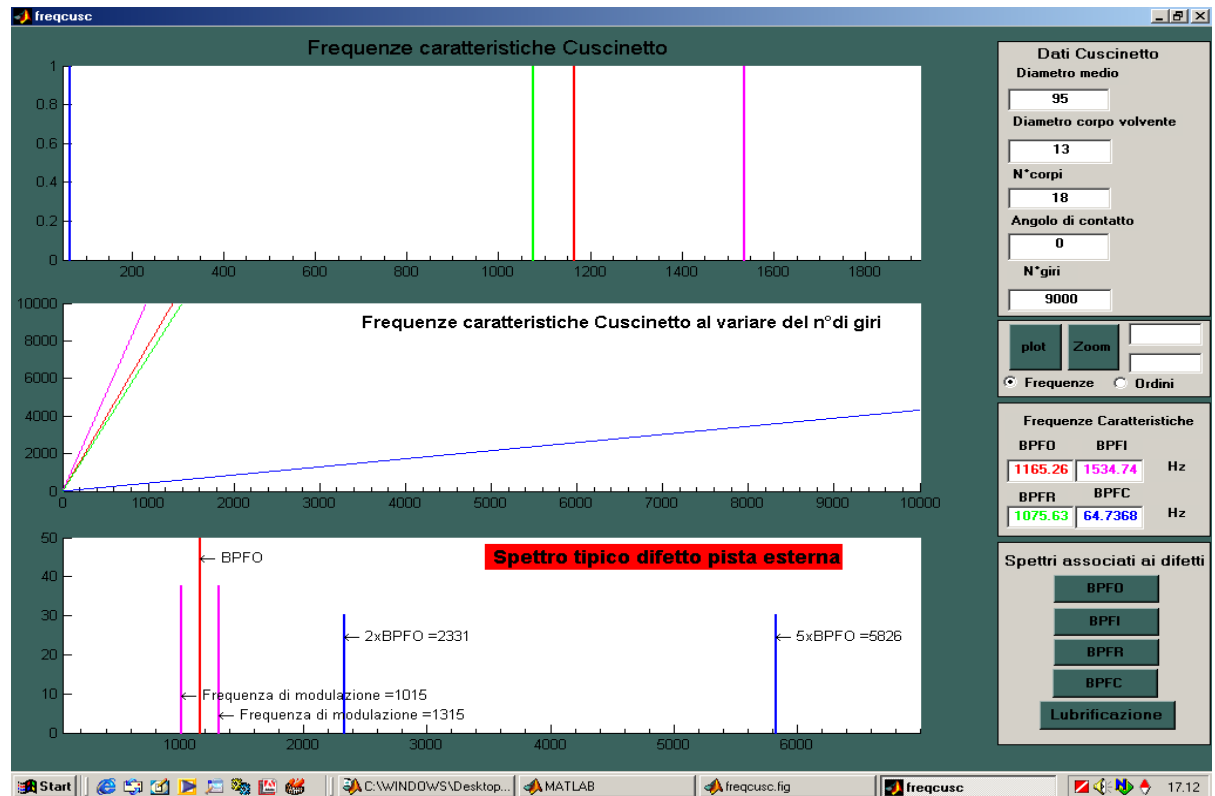 freqcusc
Frequenze caratteristiche Cuscinetto
1
0.8
0.6
0.4
0.2
0
200 400 600 800 1000 1200 1400 1600 1800
Frequenze caratteristiche Cuscinetto al variare del n°di giri
10000
8000
6000
4000
2000
0
0 1000 2000 3000 4000 5000 6000 7000 8000 9000 10000
Spettro tipico difetto pista esterna
50
40
30
20
10
0
← BPFO
← 2xBPFO =2331
← 5xBPFO =5826
← Frequenza di modulazione =1015
← Frequenza di modulazione =1315
1000 2000 3000 4000 5000 6000
Dati Cuscinetto
Diametro medio
95
Diametro corpo volvente
13
N°corpi
18
Angolo di contatto
0
N°giri
9000
plot Zoom
Frequenze Ordini
Frequenze Caratteristiche
BPFO BPFI
1165.26 1534.74 Hz
BPFR BPFC
1075.63 64.7368 Hz
Spettri associati ai difetti
BPFO
BPFI
BPFR
BPFC
Lubrificazione
Start C:\WINDOWS\Desktop... MATLAB freqcusc.fig freqcusc 17.12